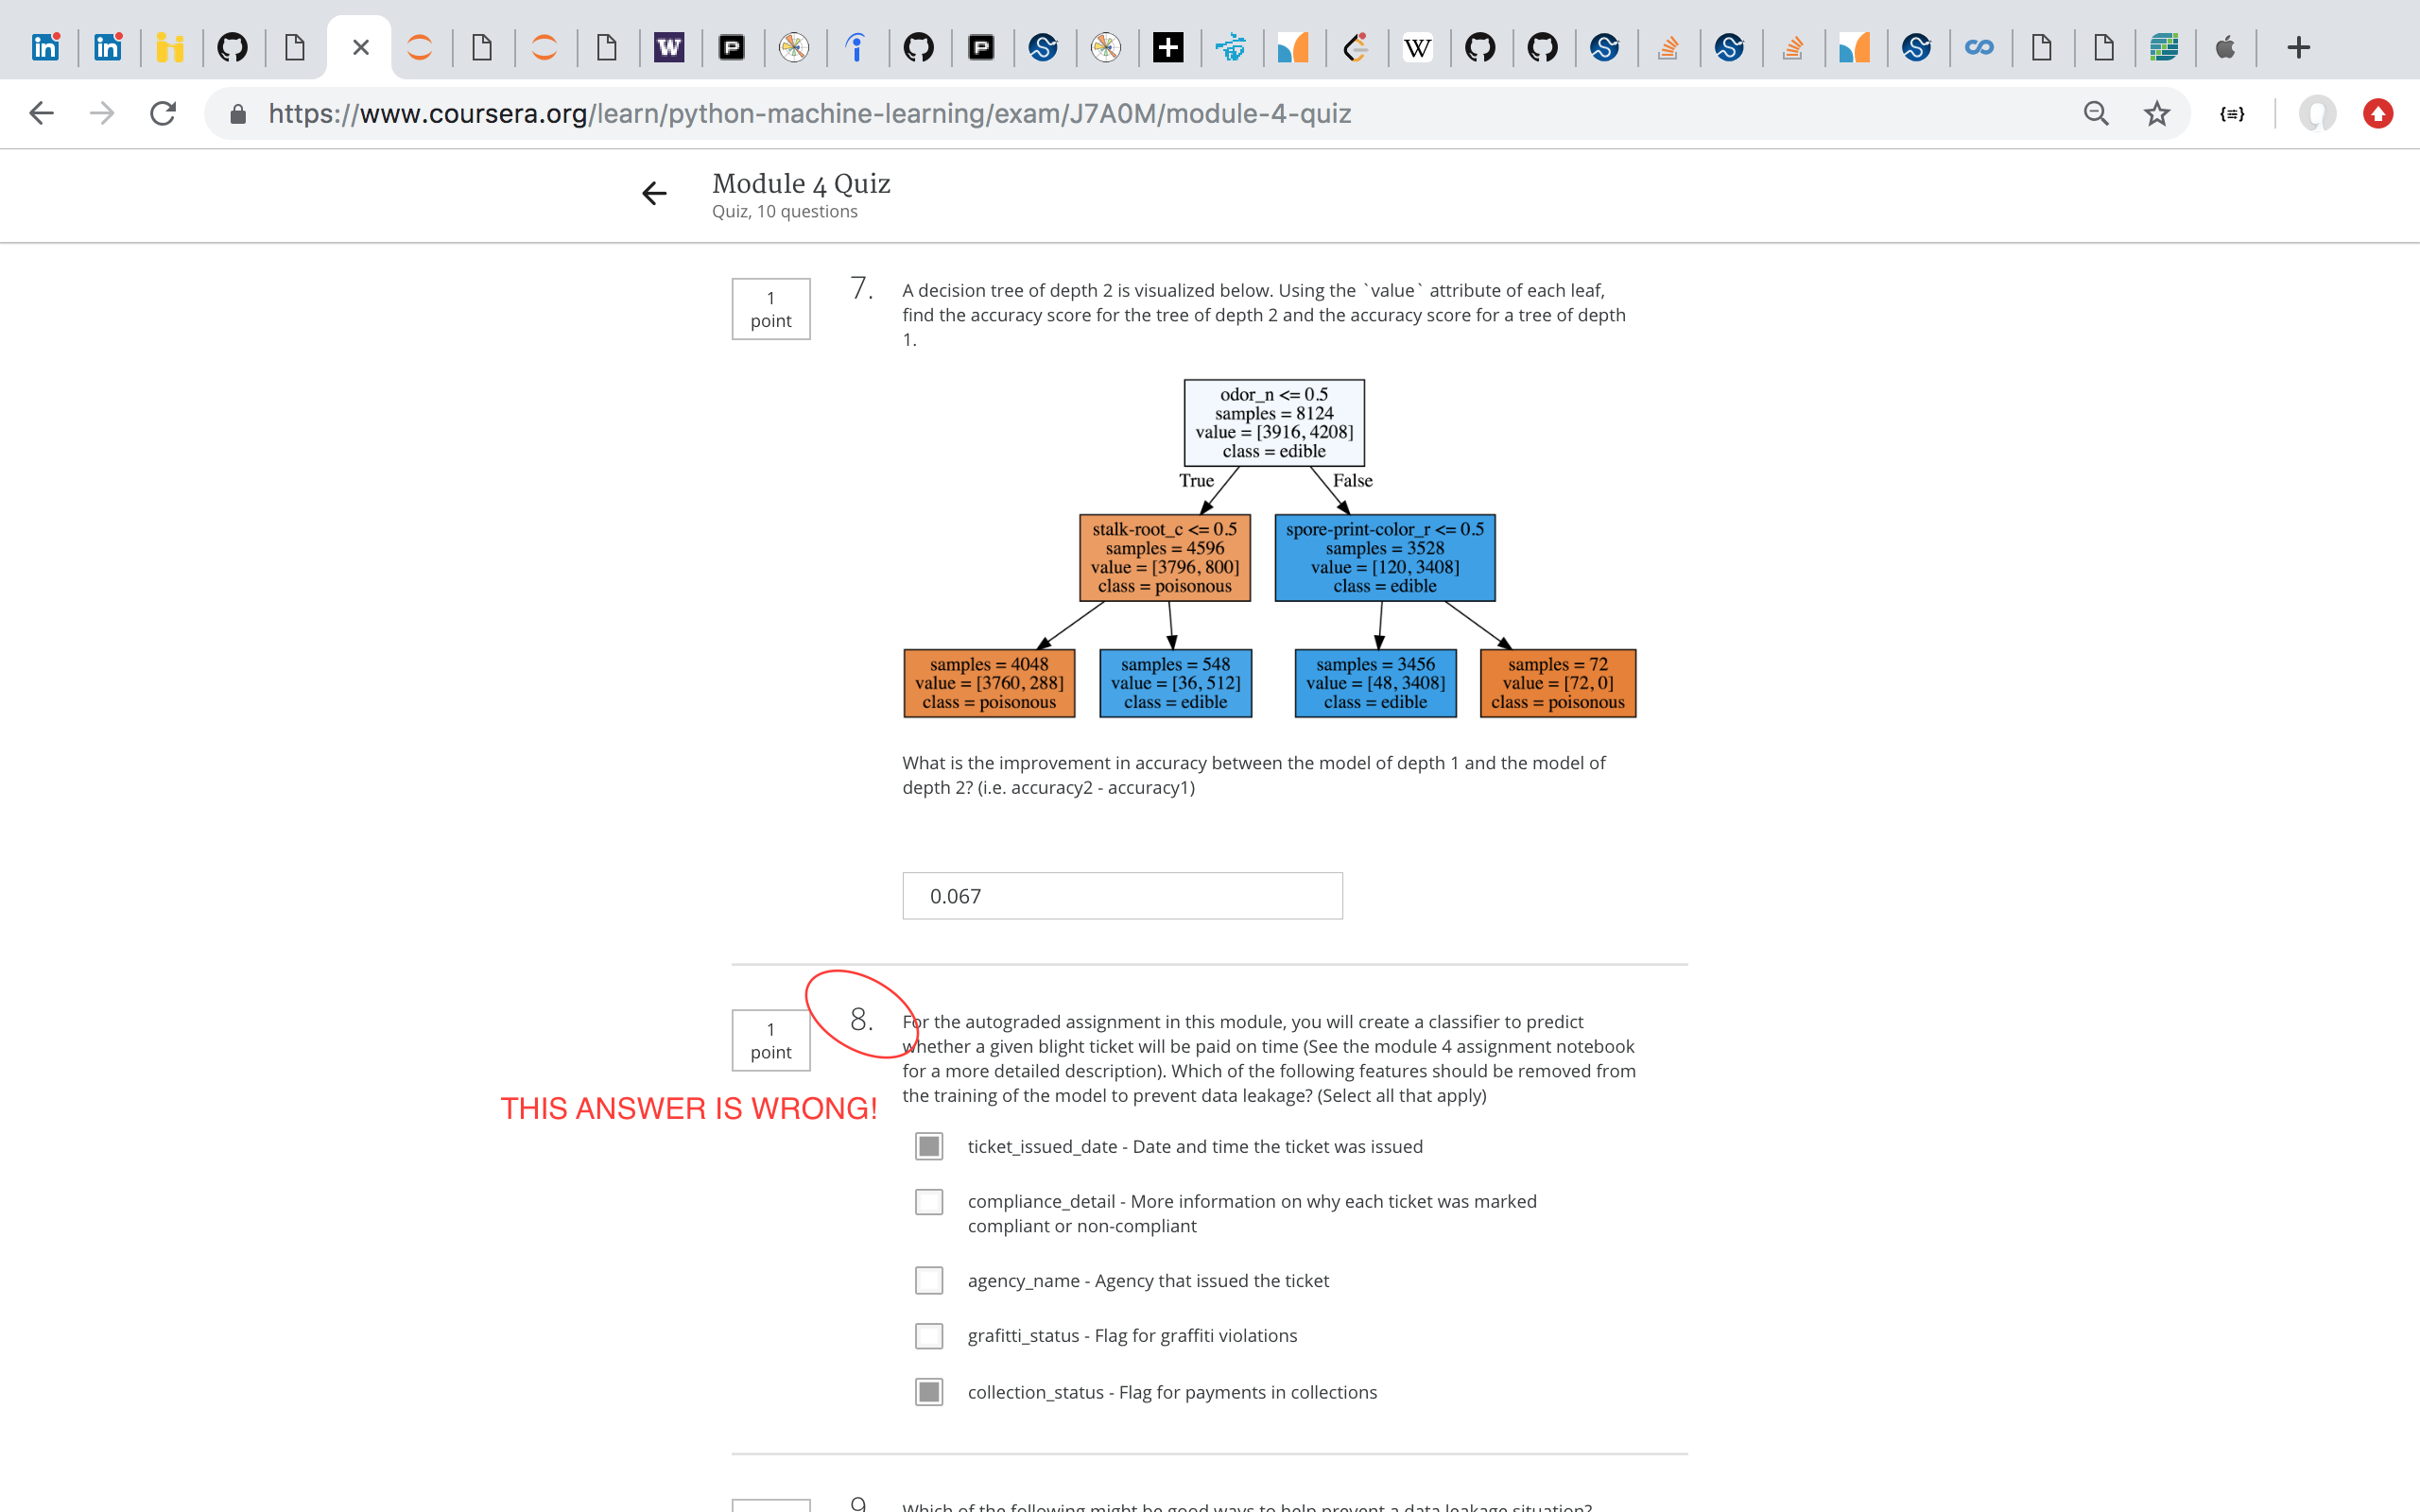 https://www.coursera.org/learn/python-machine-learning/exam/J7A0M/module-4-quiz
Module 4 Quiz
Quiz, 10 questions
1
point
7.
A decision tree of depth 2 is visualized below. Using the `value` attribute of each leaf,
find the accuracy score for the tree of depth 2 and the accuracy score for a tree of depth
1.
odor_n <= 0.5
samples = 8124
value = [3916, 4208]
class = edible
True
False
stalk-root_c <= 0.5
samples = 4596
value = [3796, 800]
class = poisonous
spore-print-color_r <= 0.5
samples = 3528
value = [120, 3408]
class = edible
samples = 4048
value = [3760, 288]
class = poisonous
samples = 548
value = [36, 512]
class = edible
samples = 3456
value = [48, 3408]
class = edible
samples = 72
value = [72, 0]
class = poisonous
What is the improvement in accuracy between the model of depth 1 and the model of
depth 2? (i.e. accuracy2 - accuracy1)
0.067
1
point
8.
For the autograded assignment in this module, you will create a classifier to predict
whether a given blight ticket will be paid on time (See the module 4 assignment notebook
for a more detailed description). Which of the following features should be removed from
the training of the model to prevent data leakage? (Select all that apply)
THIS ANSWER IS WRONG!
ticket_issued_date - Date and time the ticket was issued
compliance_detail - More information on why each ticket was marked
compliant or non-compliant
agency_name - Agency that issued the ticket
grafitti_status - Flag for graffiti violations
collection_status - Flag for payments in collections
9
Which of the following might be good ways to help prevent a data leakage situation?